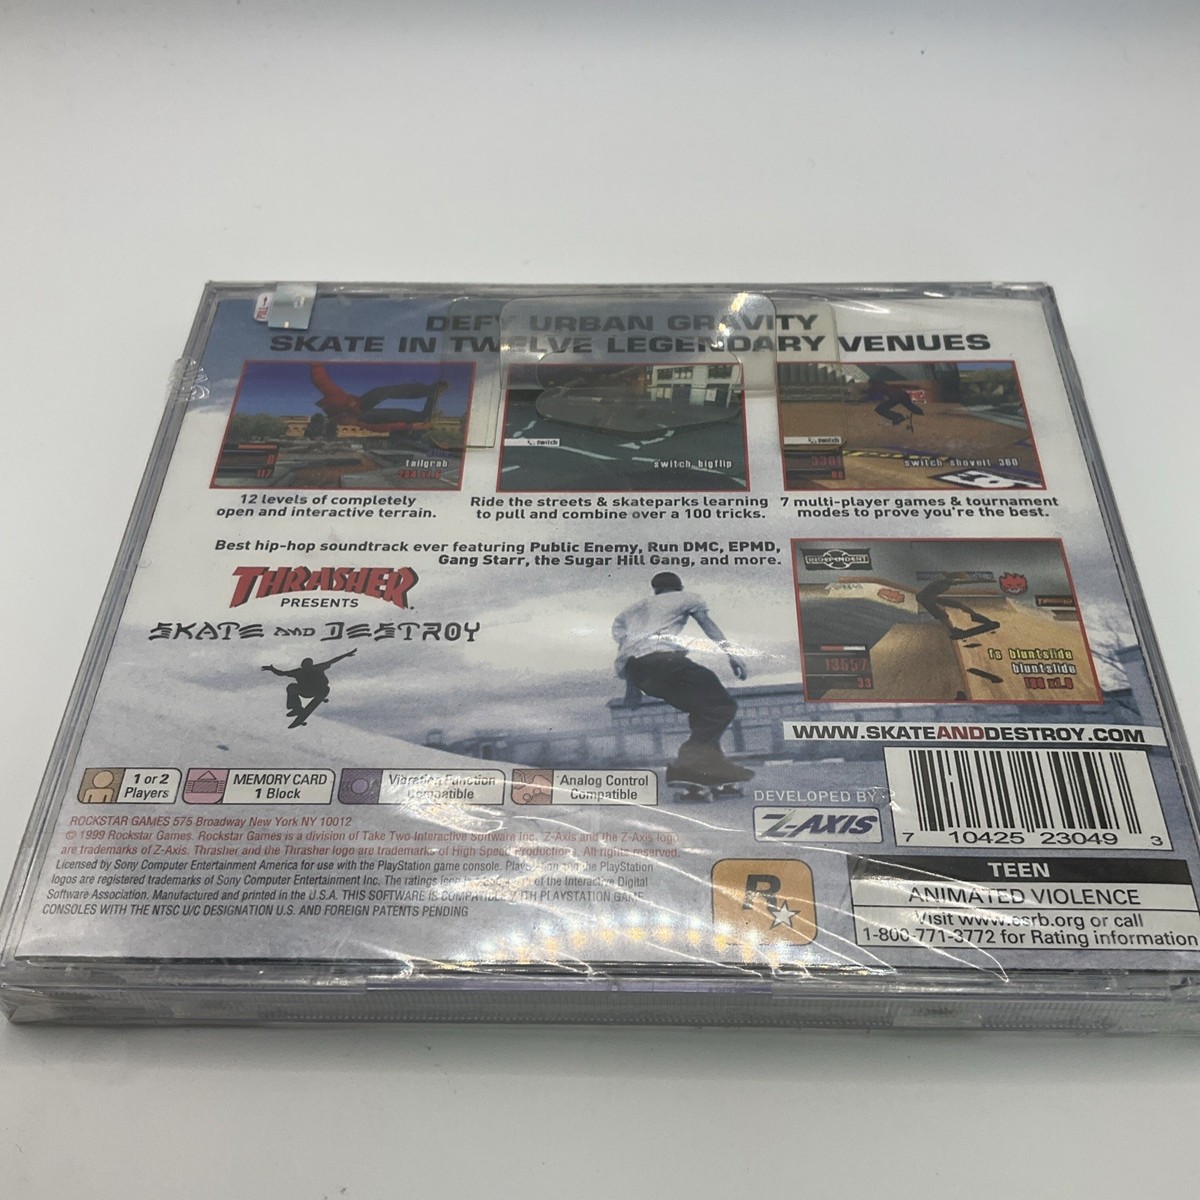 PULL
DEFY URBAN GRAVITY
SKATE IN TWELVE LEGENDARY VENUES
0
117
tailgrab
switch
switch bigflip
switch
switch shoveit 360
12 levels of completely
open and interactive terrain.
Ride the streets & skateparks learning
to pull and combine over a 100 tricks.
7 multi-player games & tournament
modes to prove you're the best.
Best hip-hop soundtrack ever featuring Public Enemy, Run DMC, EPMD,
Gang Starr, the Sugar Hill Gang, and more.
THRASHER
PRESENTS
SKATE AND DESTROY
INDEPENDENT
13557
33
fs bluntslide
bluntslide
WWW.SKATEANDDESTROY.COM
1 or 2
Players
MEMORY CARD
1 Block
Vibration Function
Compatible
Analog Control
Compatible
DEVELOPED BY
Z-AXIS
7 10425 23049 3
ROCKSTAR GAMES 575 Broadway New York NY 10012
© 1999 Rockstar Games. Rockstar Games is a division of Take Two Interactive Software Inc. Z-Axis and the Z-Axis logo
are trademarks of Z-Axis. Thrasher and the Thrasher logo are trademarks of High Speed Productions. All rights reserved.
Licensed by Sony Computer Entertainment America for use with the PlayStation game console. PlayStation and the PlayStation
logos are registered trademarks of Sony Computer Entertainment Inc. The ratings icon is a of the Interactive Digital
Software Association. Manufactured and printed in the U.S.A. THIS SOFTWARE IS COMPATIBLE WITH PLAYSTATION GAME
CONSOLES WITH THE NTSC U/C DESIGNATION U.S. AND FOREIGN PATENTS PENDING
R
TEEN
ANIMATED VIOLENCE
Visit www.esrb.org or call
1-800-771-3772 for Rating information